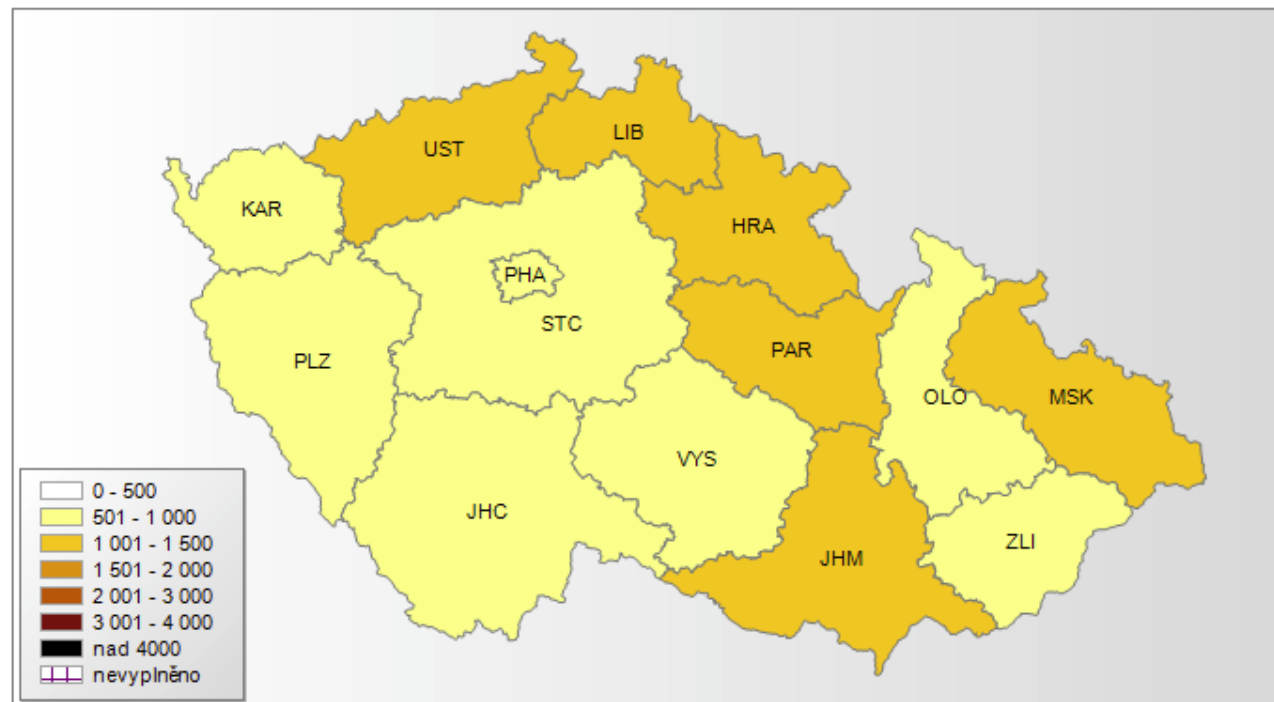 UST
LIB
KAR
HRA
PHA
STC
PLZ
PAR
OLO
MSK
VYS
JHC
ZLI
JHM
0 - 500
501 - 1 000
1 001 - 1 500
1 501 - 2 000
2 001 - 3 000
3 001 - 4 000
nad 4000
nevyplněno